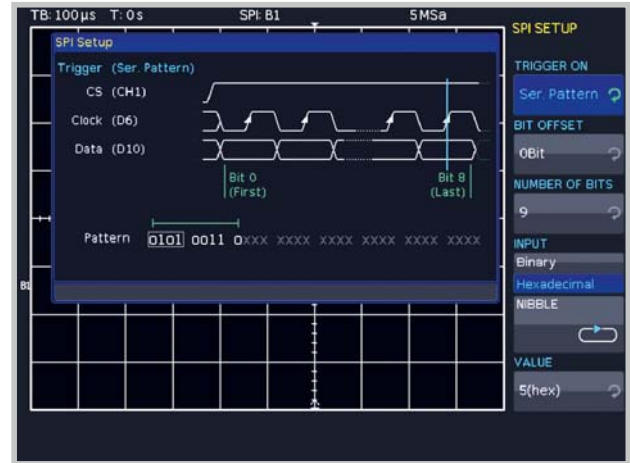 TB: 100µs T: 0s SPI: B1 5MSa
SPI SETUP
SPI Setup
Trigger (Ser. Pattern)
CS (CH1)
Clock (D6)
Data (D10)
Bit 0
(First)
Bit 8
(Last)
Pattern 0101 0011 0xxx xxxx xxxx xxxx xxxx xxxx
B1
TRIGGER ON
Ser. Pattern
BIT OFFSET
0Bit
NUMBER OF BITS
9
INPUT
Binary
Hexadecimal
NIBBLE
VALUE
5(hex)